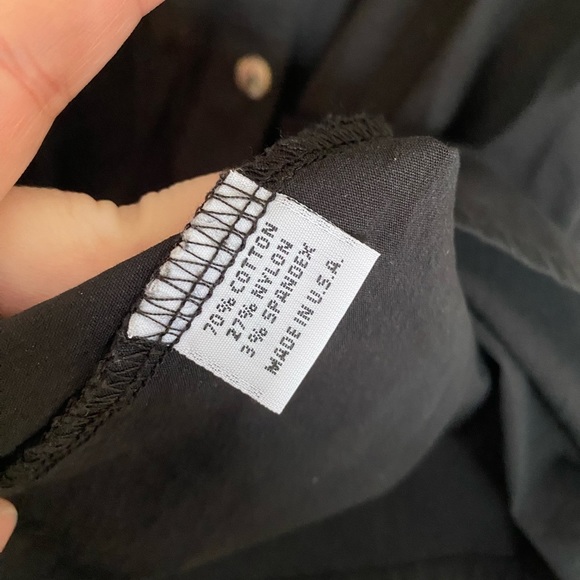 70% COTTON
27% NYLON
3% SPANDEX
MADE IN U.S.A.